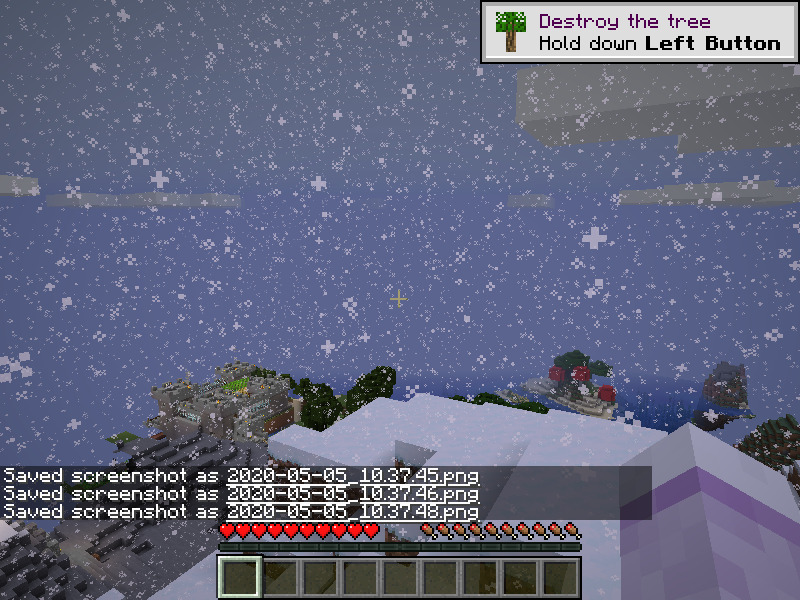 Destroy the tree
Hold down Left Button
Saved screenshot as 2020-05-05_10.37.45.png
Saved screenshot as 2020-05-05_10.37.46.png
Saved screenshot as 2020-05-05_10.37.48.png